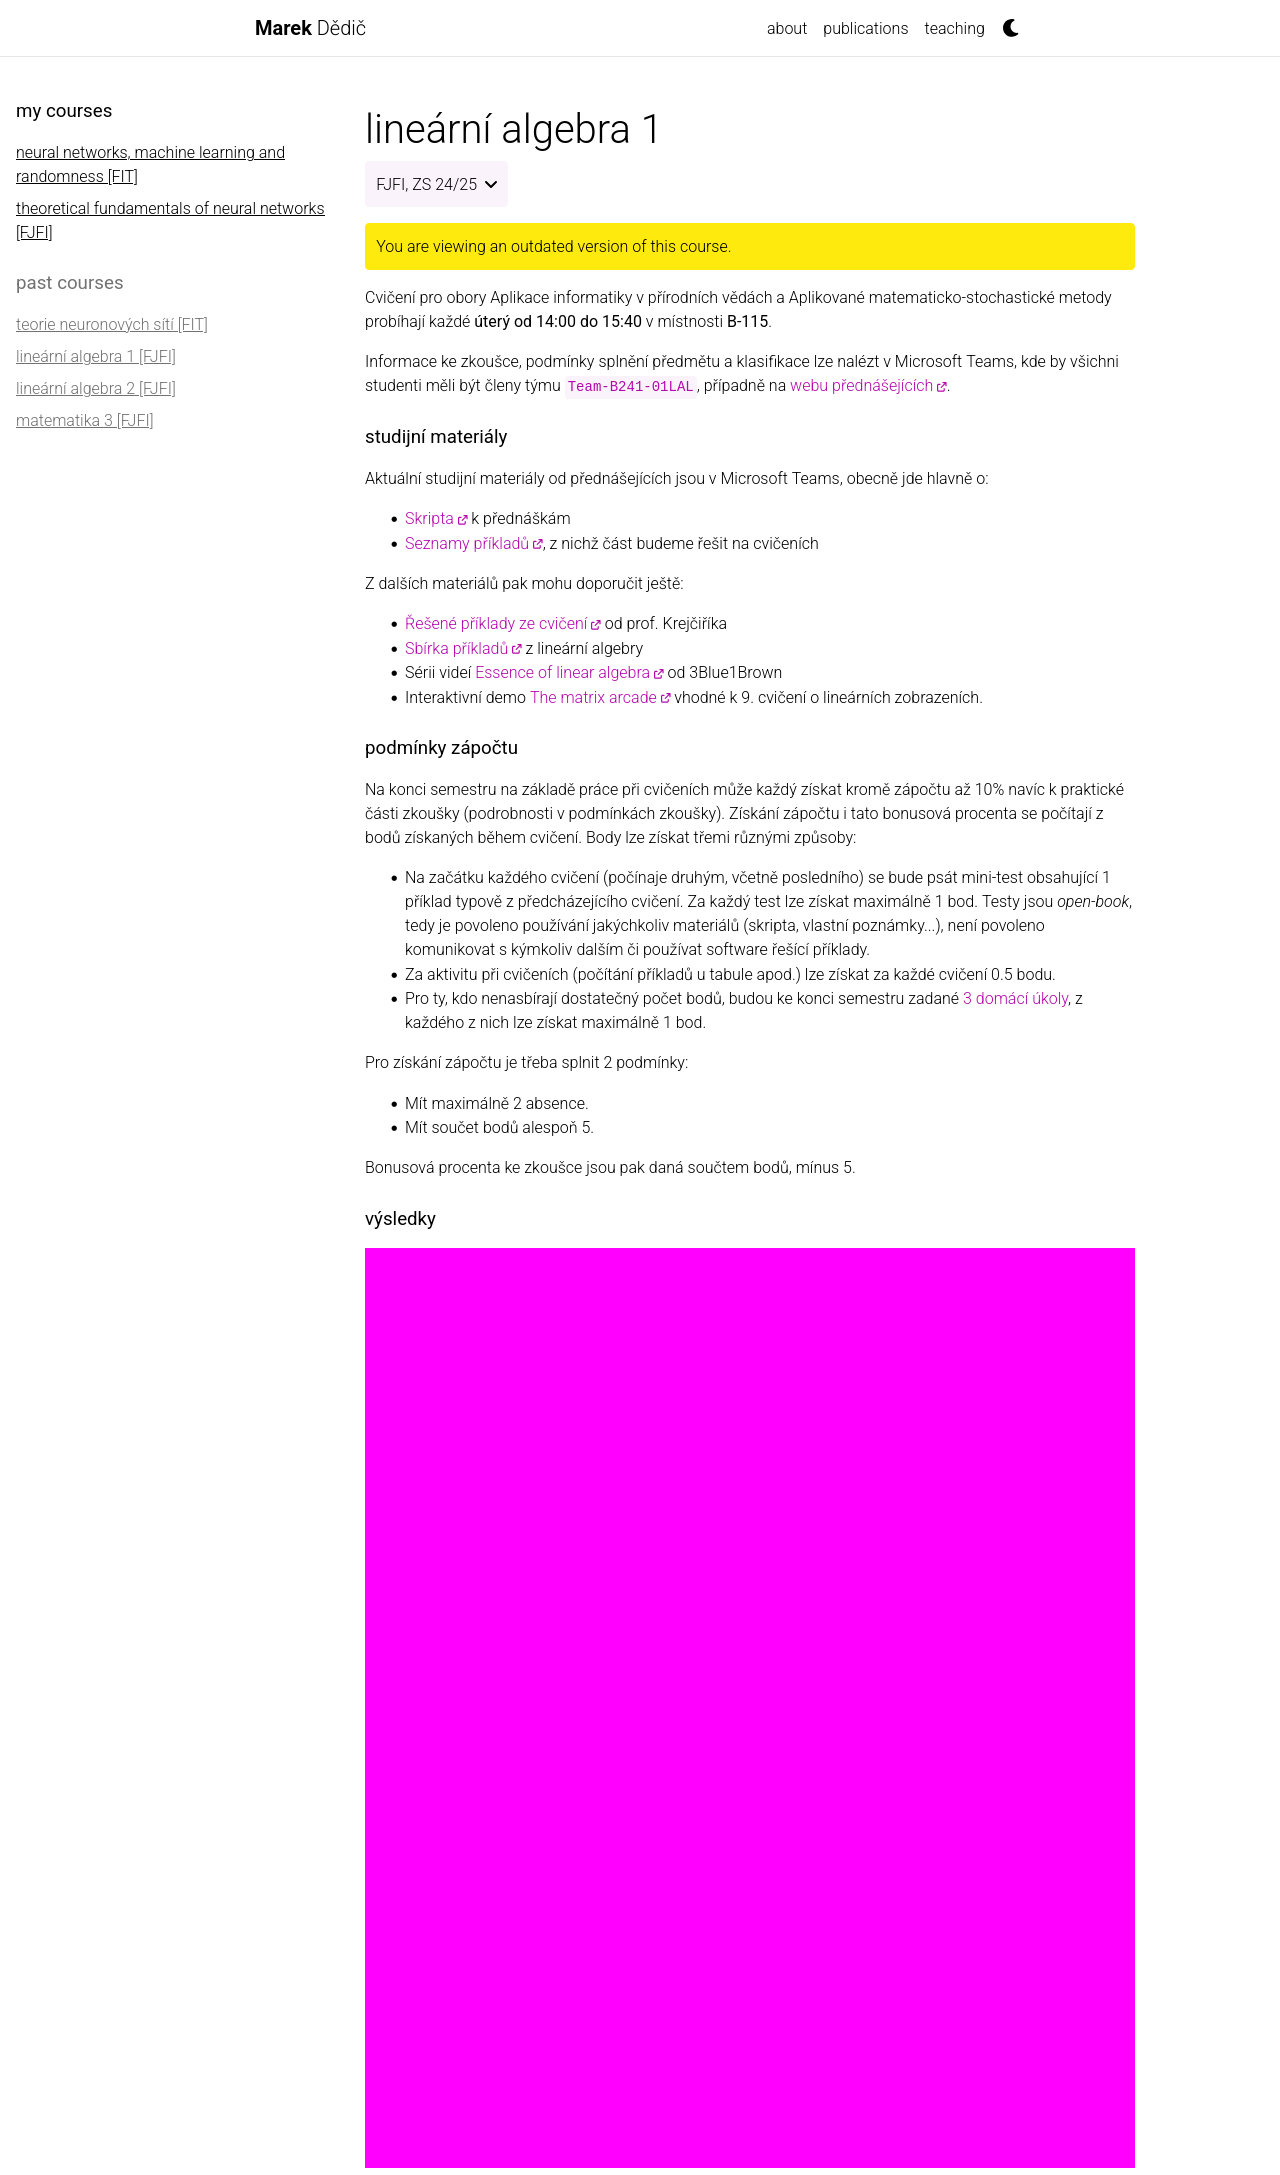 Marek Dědič
about publications teaching
my courses
neural networks, machine learning and
randomness [FIT]
theoretical fundamentals of neural networks
[FJFI]
past courses
teorie neuronových sítí [FIT]
lineární algebra 1 [FJFI]
lineární algebra 2 [FJFI]
matematika 3 [FJFI]
lineární algebra 1
FJFI, ZS 24/25
You are viewing an outdated version of this course.
Cvičení pro obory Aplikace informatiky v přírodních vědách a Aplikované matematicko-stochastické metody
probíhají každé úterý od 14:00 do 15:40 v místnosti B-115.
Informace ke zkoušce, podmínky splnění předmětu a klasifikace lze nalézt v Microsoft Teams, kde by všichni
studenti měli být členy týmu Team-B241-01LAL, případně na webu přednášejících.
studijní materiály
Aktuální studijní materiály od přednášejících jsou v Microsoft Teams, obecně jde hlavně o:
• Skripta k přednáškám
• Seznamy příkladů, z nichž část budeme řešit na cvičeních
Z dalších materiálů pak mohu doporučit ještě:
• Řešené příklady ze cvičení od prof. Krejčiříka
• Sbírka příkladů z lineární algebry
• Sérii videí Essence of linear algebra od 3Blue1Brown
• Interaktivní demo The matrix arcade vhodné k 9. cvičení o lineárních zobrazeních.
podmínky zápočtu
Na konci semestru na základě práce při cvičeních může každý získat kromě zápočtu až 10% navíc k praktické
části zkoušky (podrobnosti v podmínkách zkoušky). Získání zápočtu i tato bonusová procenta se počítají z
bodů získaných během cvičení. Body lze získat třemi různými způsoby:
• Na začátku každého cvičení (počínaje druhým, včetně posledního) se bude psát mini-test obsahující 1
příklad typově z předcházejícího cvičení. Za každý test lze získat maximálně 1 bod. Testy jsou open-book,
tedy je povoleno používání jakýchkoliv materiálů (skripta, vlastní poznámky...), není povoleno
komunikovat s kýmkoliv dalším či používat software řešící příklady.
• Za aktivitu při cvičeních (počítání příkladů u tabule apod.) lze získat za každé cvičení 0.5 bodu.
• Pro ty, kdo nenasbírají dostatečný počet bodů, budou ke konci semestru zadané 3 domácí úkoly, z
každého z nich lze získat maximálně 1 bod.
Pro získání zápočtu je třeba splnit 2 podmínky:
• Mít maximálně 2 absence.
• Mít součet bodů alespoň 5.
Bonusová procenta ke zkoušce jsou pak daná součtem bodů, mínus 5.
výsledky